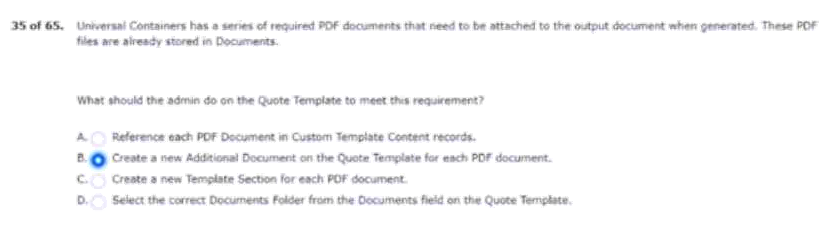 35 of 65. Universal Containers has a series of required PDF documents that need to be attached to the output document when generated. These PDF
files are already stored in Documents.
What should the admin do on the Quote Template to meet this requirement?
A. Reference each PDF Document in Custom Template Content records.
B. Create a new Additional Document on the Quote Template for each PDF document.
C. Create a new Template Section for each PDF document.
D. Select the correct Documents Folder from the Documents field on the Quote Template.